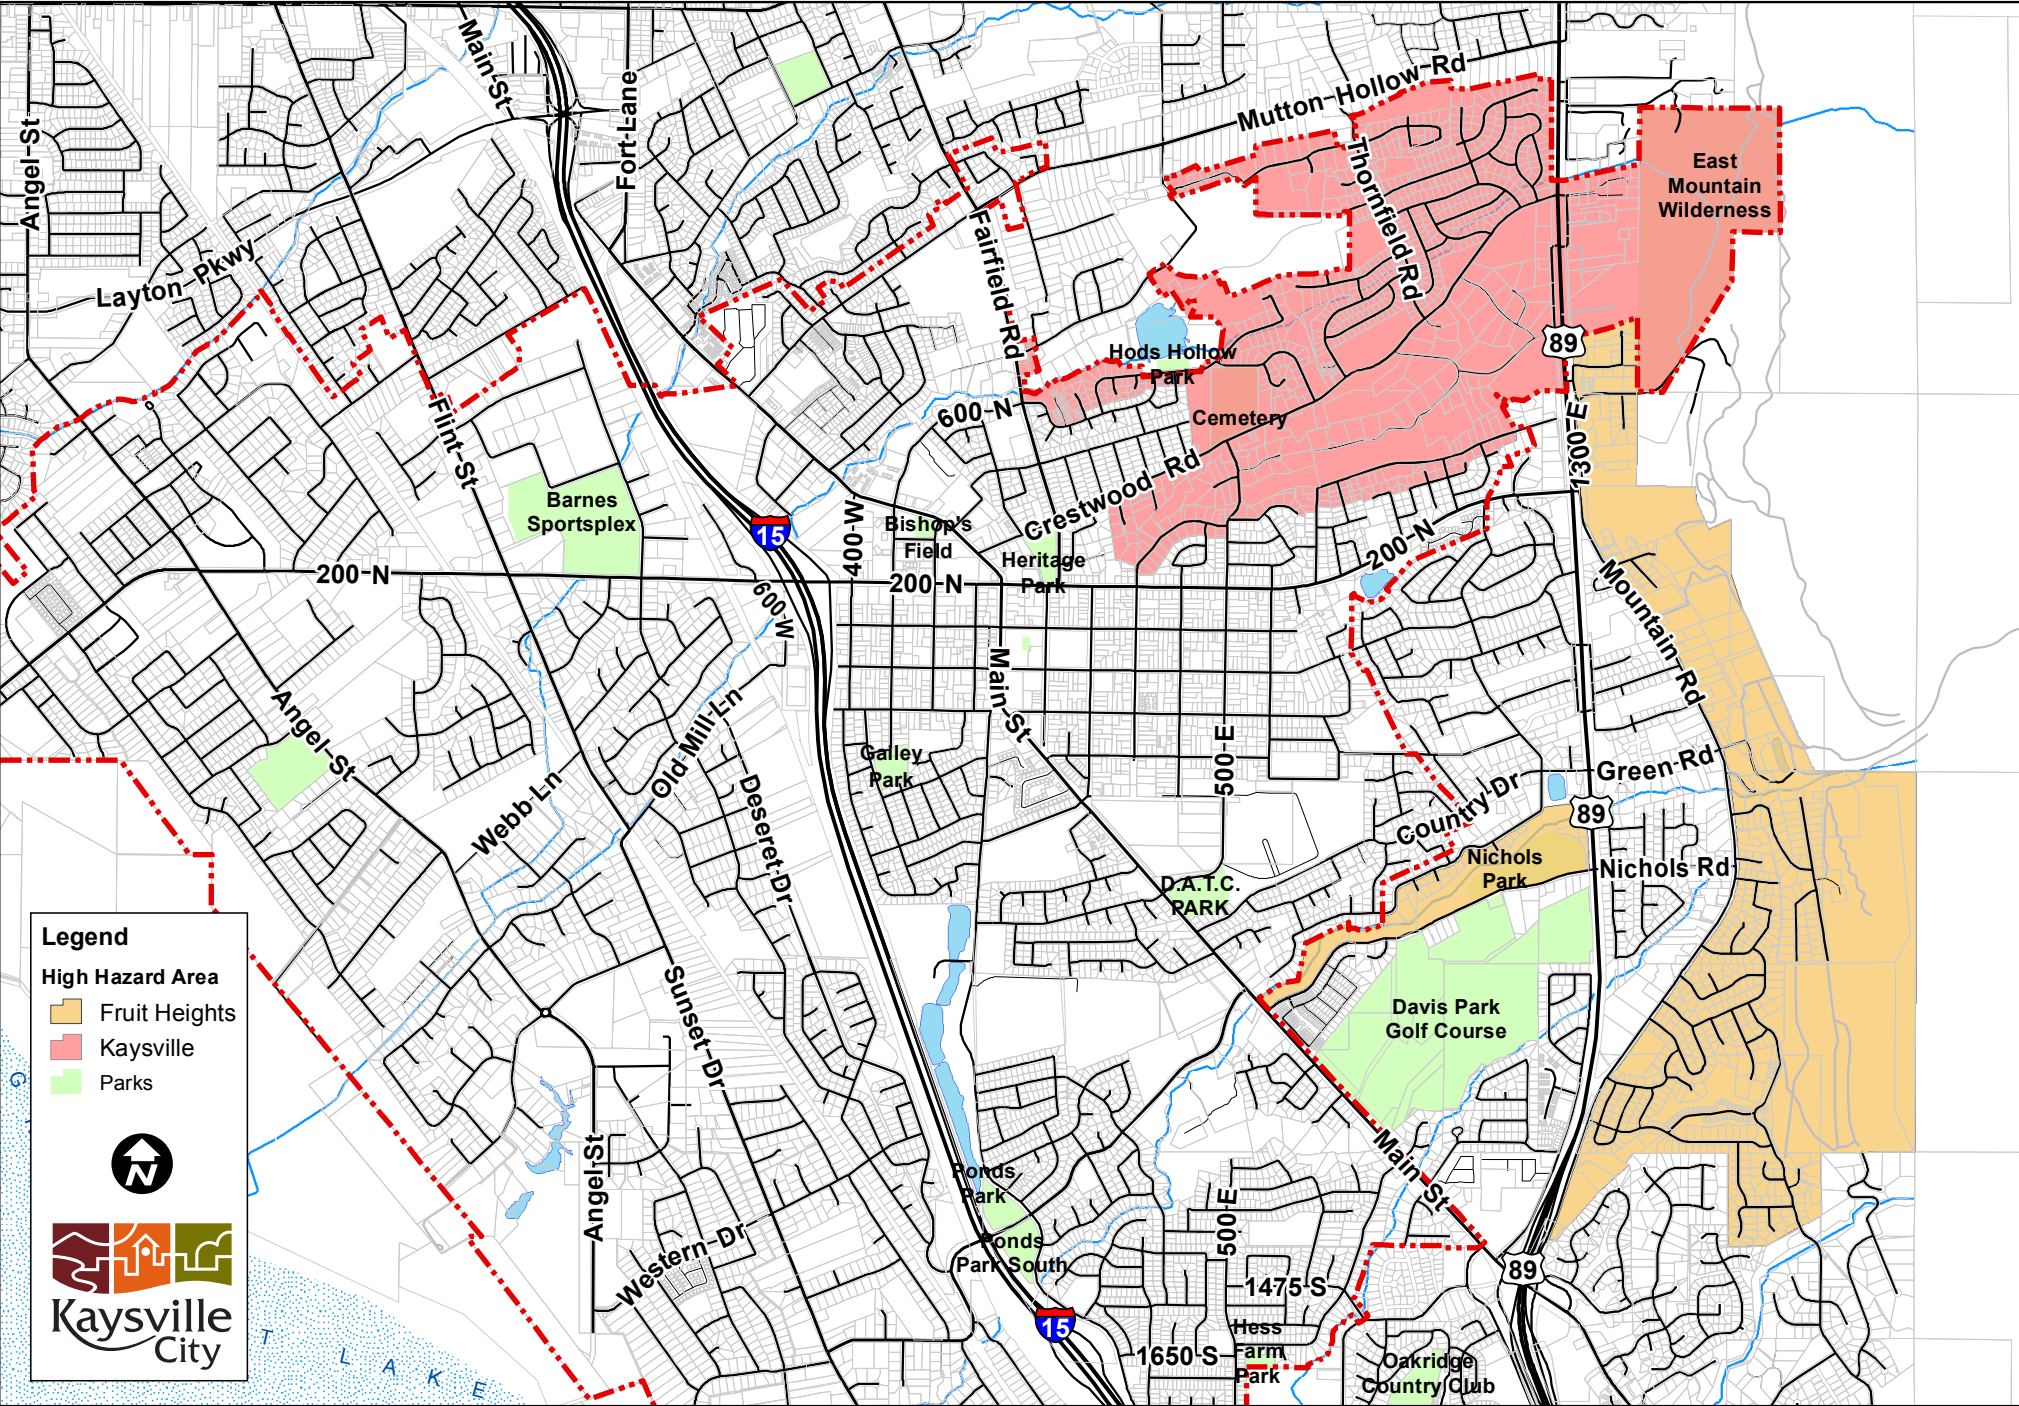 Main St
Fort Lane
Mutton Hollow Rd
Angel St
Thornfield Rd
East
Mountain
Wilderness
Layton Pkwy
Fairfield Rd
89
Hods Hollow
Park
600 N
Cemetery
1300 E
Flint St
Crestwood Rd
Barnes
Sportsplex
15
400 W
Bishop's
Field
Heritage
Park
200 N
200 N
200 N
600 W
Mountain Rd
Main St
Angel St
Old Mill Ln
Webb Ln
Deseret Dr
Gailey
Park
500 E
Green Rd
Country Dr
89
Nichols
Park
Nichols Rd
D.A.T.C.
PARK
Legend
High Hazard Area
Fruit Heights
Kaysville
Parks
N
Kaysville
City
Sunset Dr
Davis Park
Golf Course
Angel St
Western Dr
Ponds
Park
Ponds
Park South
Main St
500 E
1475 S
89
15
1650 S
Hess
Farm
Park
Oakridge
Country Club
G
T LAKE